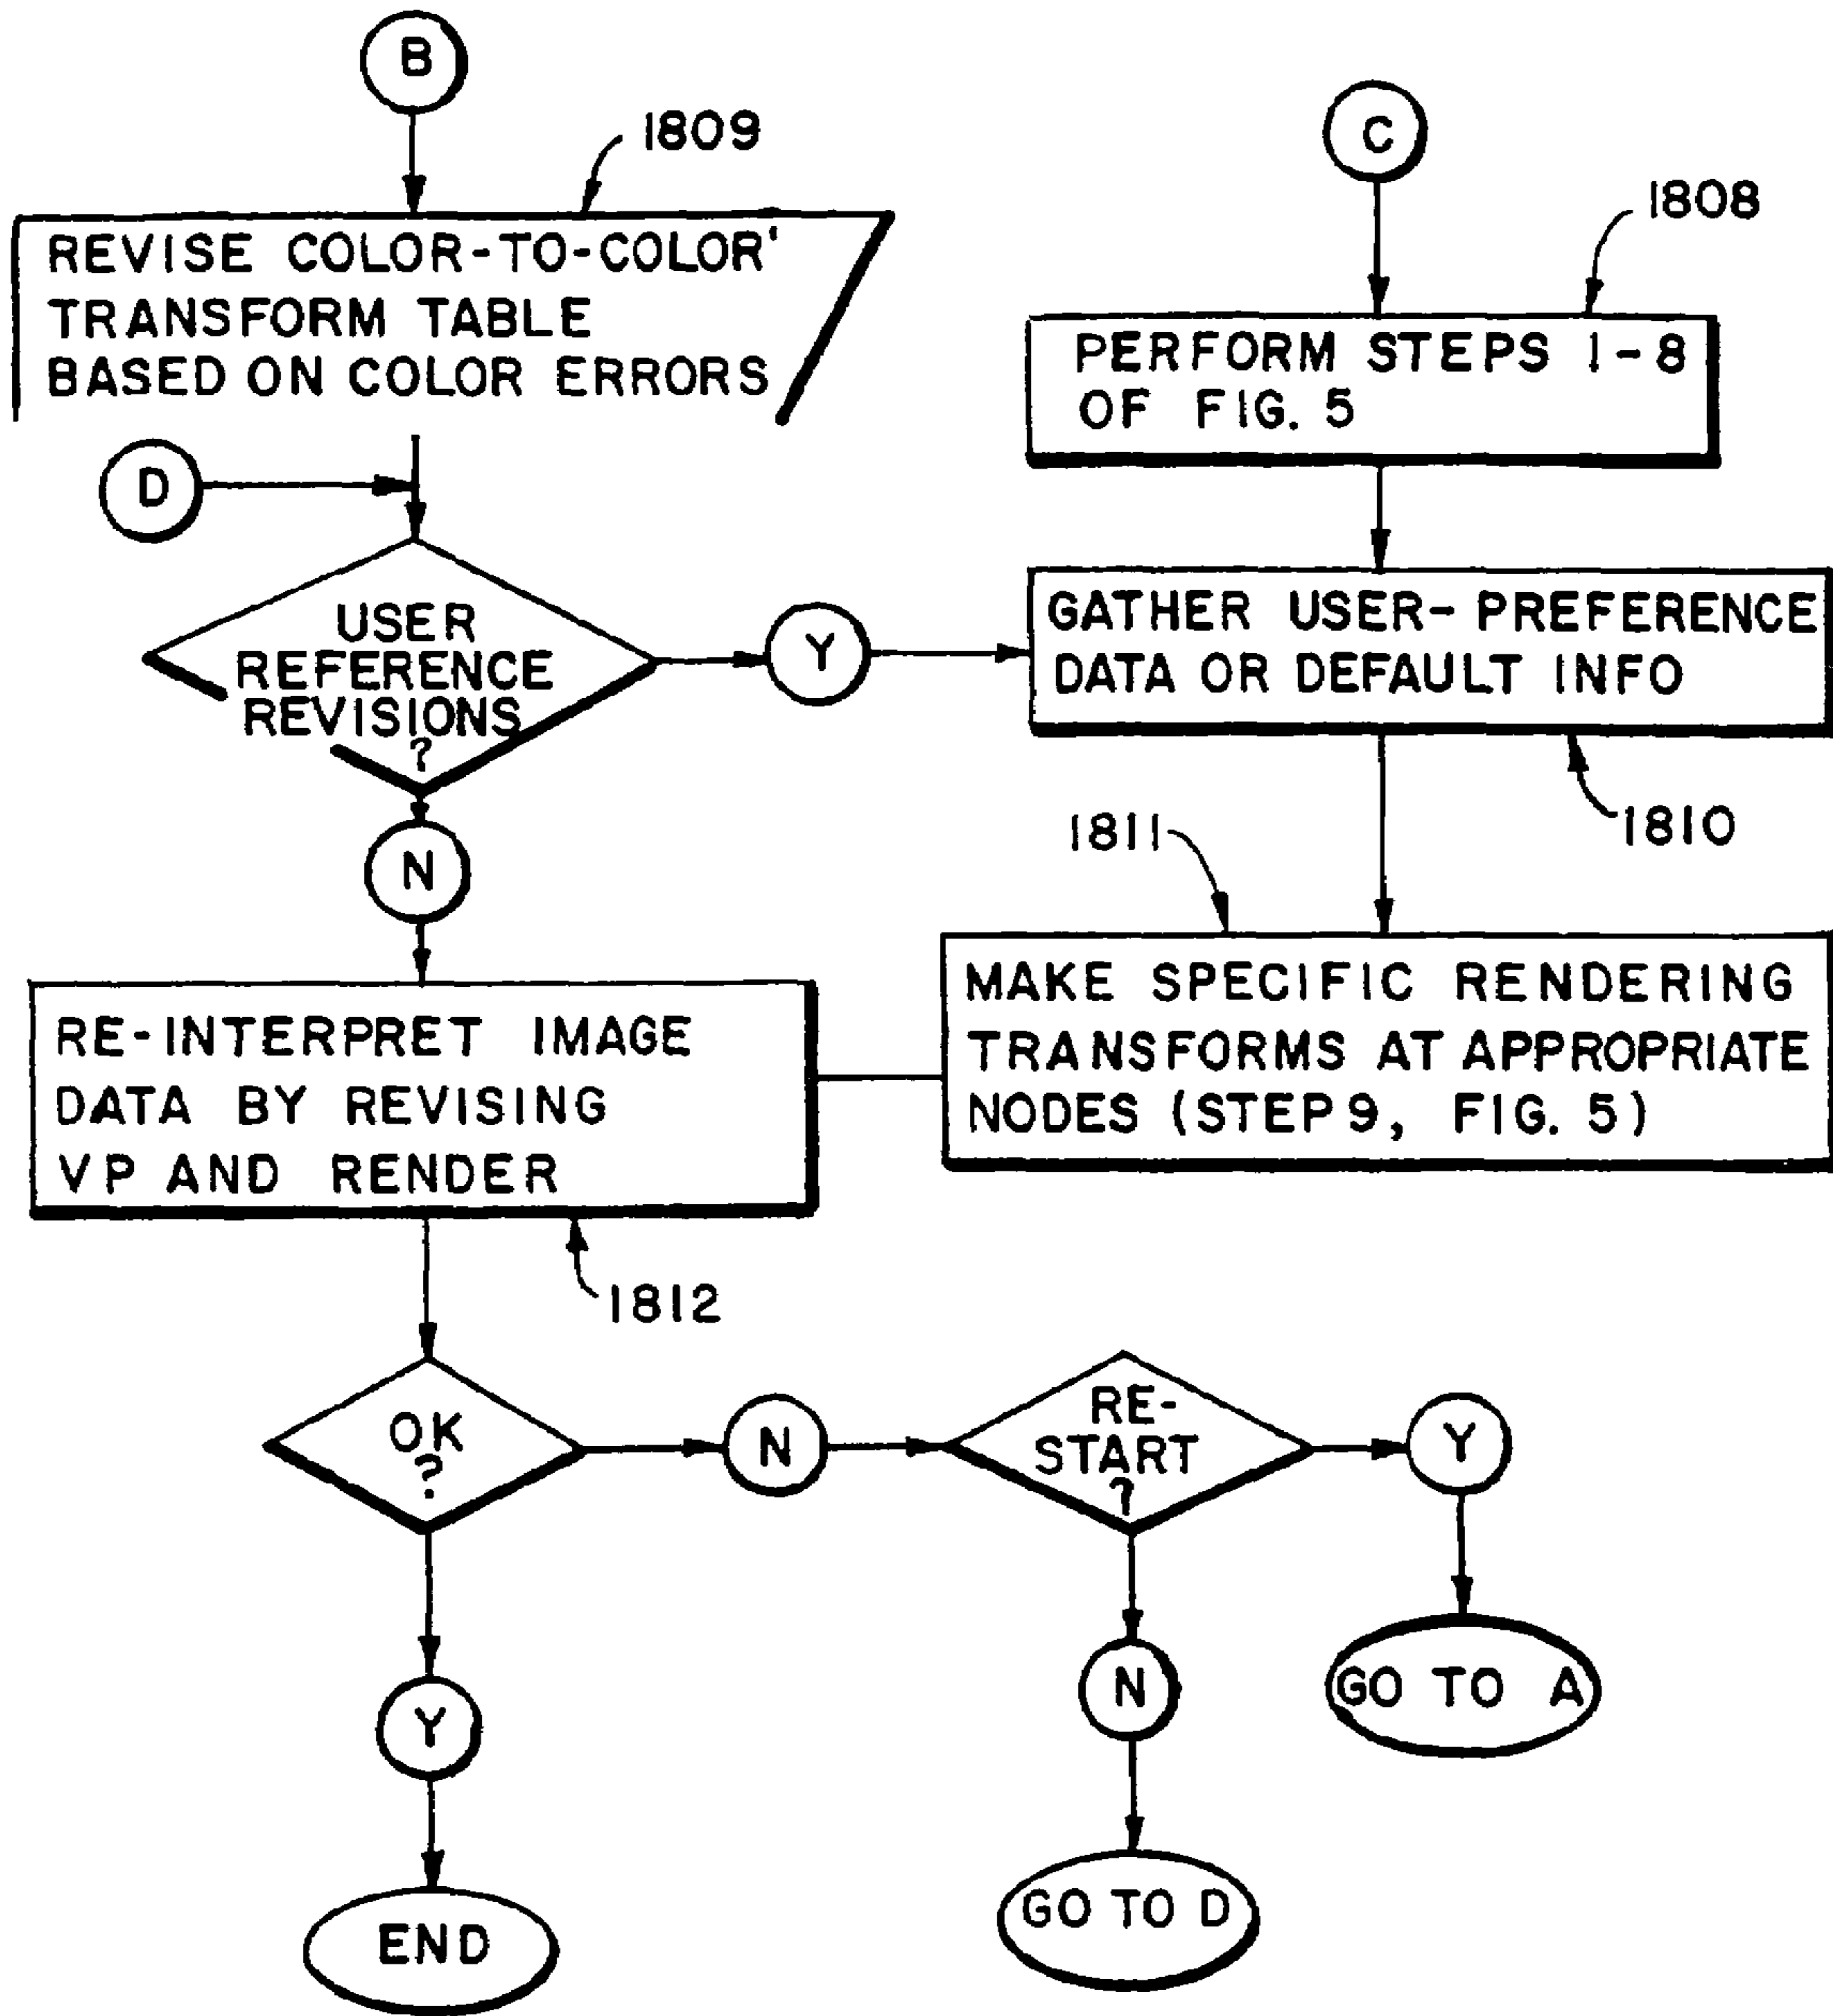 B
1809
REVISE COLOR-TO-COLOR'
TRANSFORM TABLE
BASED ON COLOR ERRORS
C
1808
PERFORM STEPS 1-8
OF FIG. 5
D
USER
REFERENCE
REVISIONS
?
Y
GATHER USER-PREFERENCE
DATA OR DEFAULT INFO
1810
N
1811
MAKE SPECIFIC RENDERING
TRANSFORMS AT APPROPRIATE
NODES (STEP 9, FIG. 5)
RE-INTERPRET IMAGE
DATA BY REVISING
VP AND RENDER
1812
OK
?
N
RE-
START
?
Y
GO TO A
N
GO TO D
Y
END